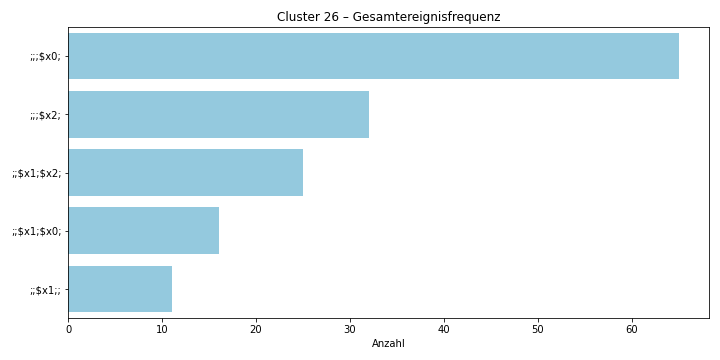 Cluster 26 – Gesamtereignisfrequenz
;;;$x0;
;;;$x2;
;;$x1;$x2;
;;$x1;$x0;
;;$x1;;
0 10 20 30 40 50 60
Anzahl